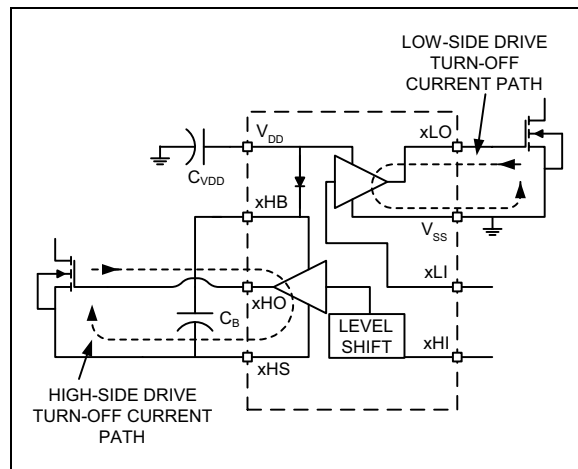 LOW-SIDE DRIVE
TURN-OFF
CURRENT PATH
VDD
xLO
CVDD
xHB
VSS
xLI
xHO
CB
LEVEL
SHIFT
xHI
xHS
HIGH-SIDE DRIVE
TURN-OFF CURRENT
PATH